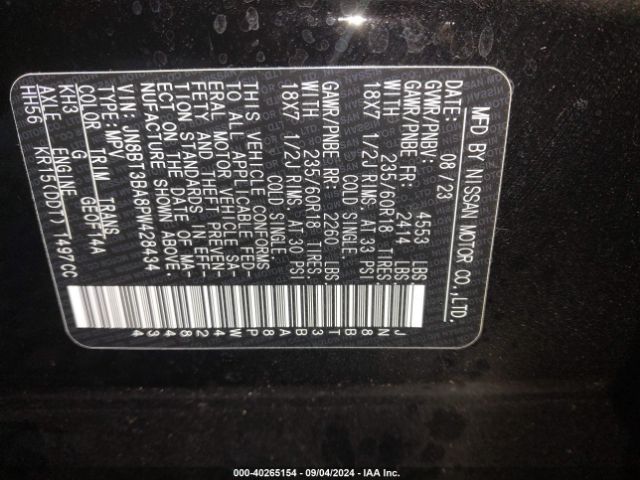 MFD BY NISSAN MOTOR CO.,LTD.
DATE: 08/23
GVWR/PNBV: 4553 LBS.
GAWR/PNBE FR: 2414 LBS.
WITH 235/60R18 TIRES
18X7 1/2J RIMS. AT 33 PSI
COLD SINGLE.
GAWR/PNBE RR: 2260 LBS.
WITH 235/60R18 TIRES
18X7 1/2J RIMS. AT 30 PSI
COLD SINGLE.
THIS VEHICLE CONFORMS
TO ALL APPLICABLE FED-
ERAL MOTOR VEHICLE SA-
FETY AND THEFT PREVEN-
TION STANDARDS IN EFF-
ECT ON THE DATE OF MA-
NUFACTURE SHOWN ABOVE.
VIN: JN8BT3BA8PW428434
TYPE: MPV
COLOR TRIM TRANS
KH3 G GEOFT4A
AXLE ENGINE
HH56 KR15(DDT) 1497CC
JN8BT3BA8PW428434
000-40265154 - 09/04/2024 - IAA Inc.